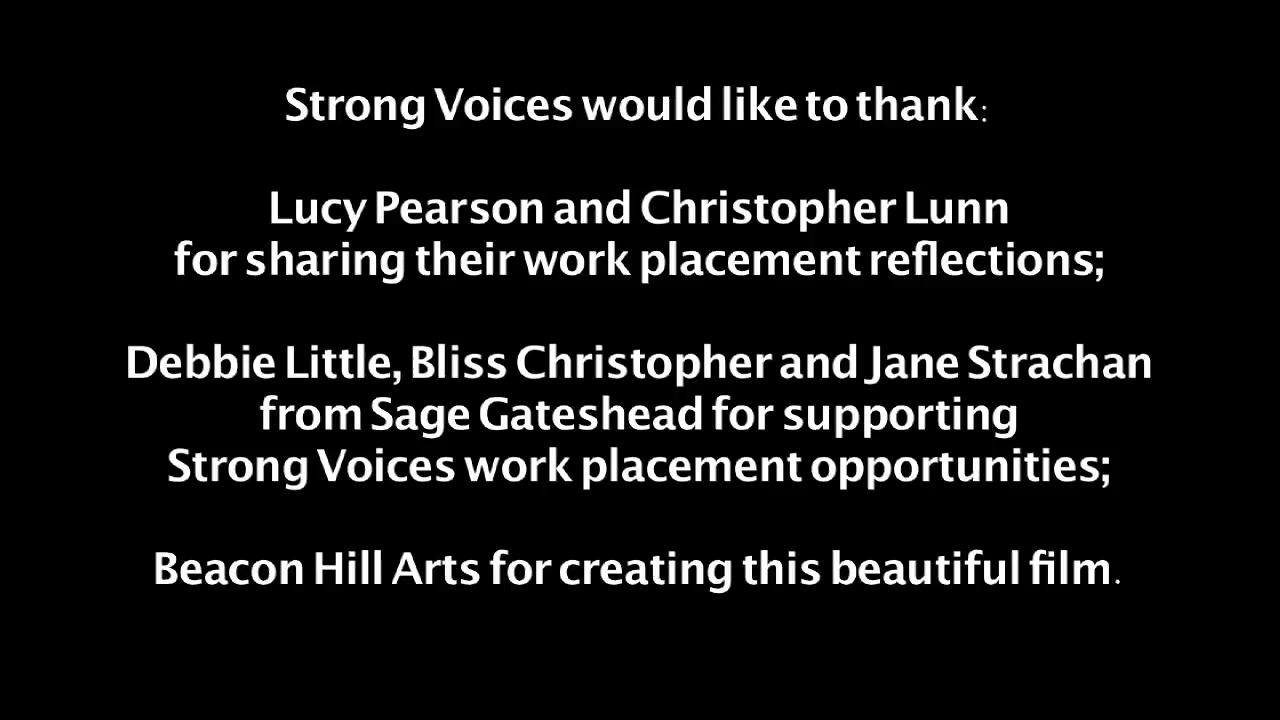 Strong Voices would like to thank:
Lucy Pearson and Christopher Lunn
for sharing their work placement reflections;
Debbie Little, Bliss Christopher and Jane Strachan
from Sage Gateshead for supporting
Strong Voices work placement opportunities;
Beacon Hill Arts for creating this beautiful film.